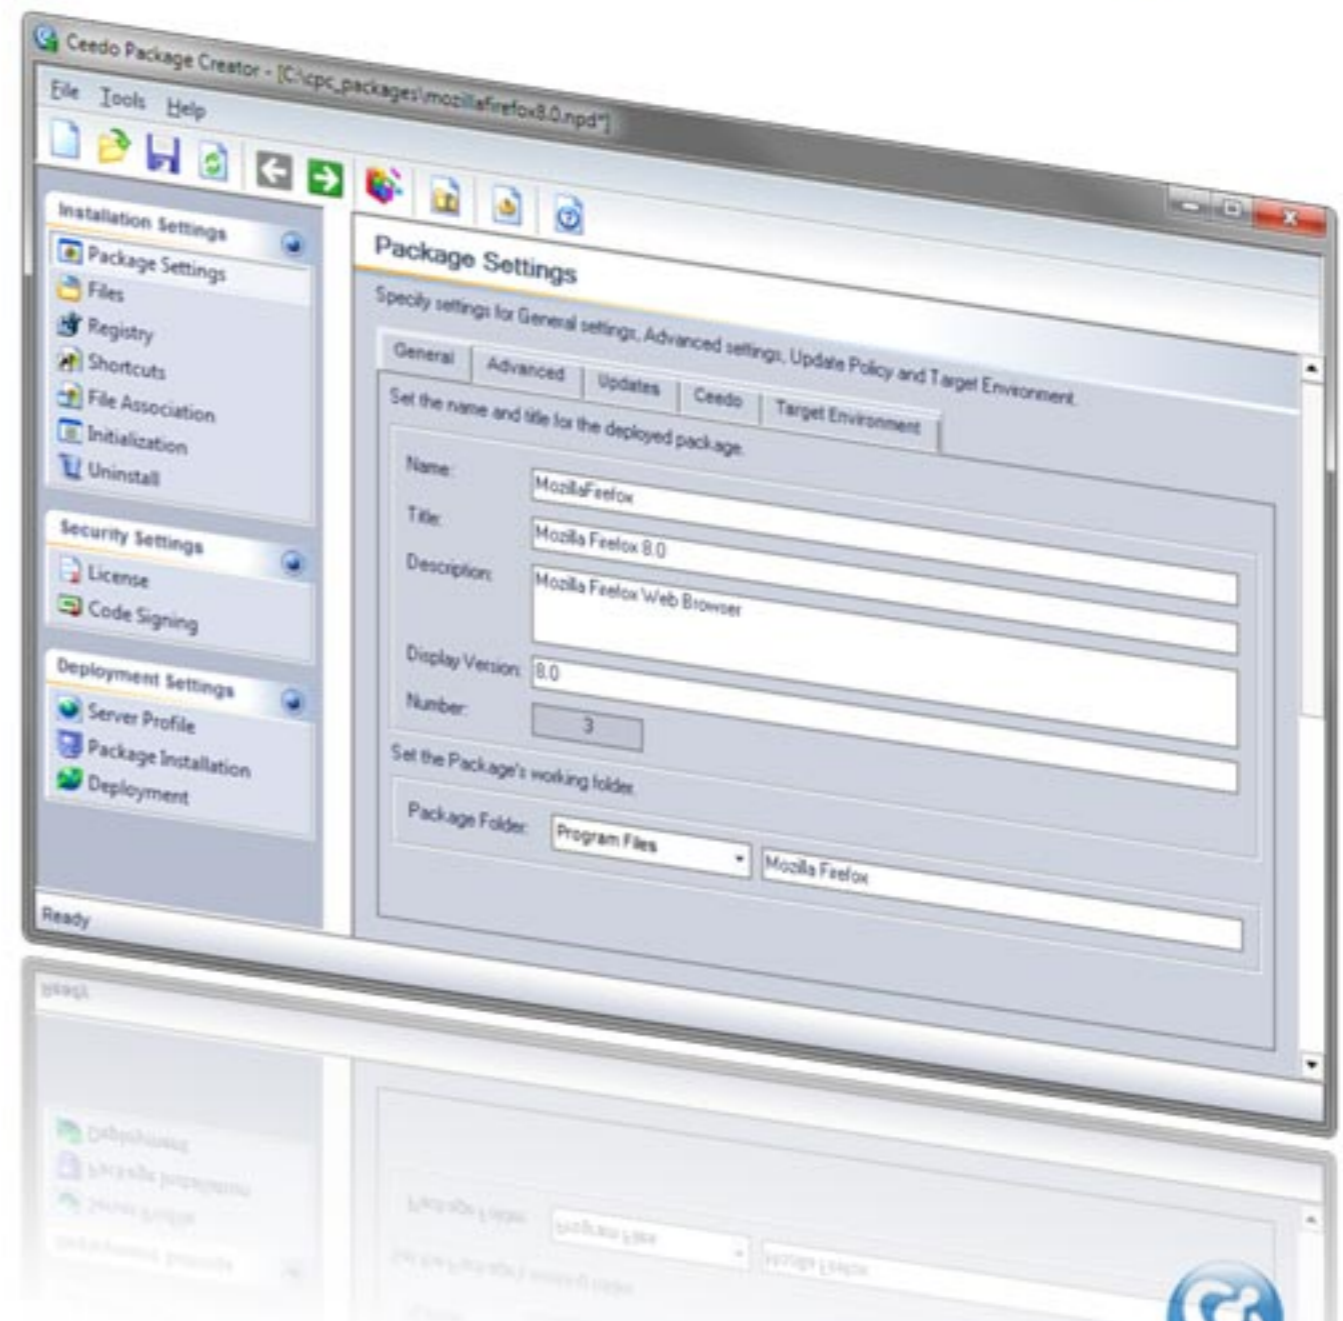 Ceedo Package Creator - [C:\cpc_packages\mozillafirefox8.0.npd*]
File Tools Help
Installation Settings
Package Settings
Files
Registry
Shortcuts
File Association
Initialization
Uninstall
Security Settings
License
Code Signing
Deployment Settings
Server Profile
Package Installation
Deployment
Package Settings
Specify settings for General settings, Advanced settings, Update Policy and Target Environment.
General Advanced Updates Ceedo Target Environment
Set the name and title for the deployed package.
Name: MozillaFirefox
Title: Mozilla Firefox 8.0
Description: Mozilla Firefox Web Browser
Display Version: 8.0
Number: 3
Set the Package's working folder.
Package Folder: Program Files Mozilla Firefox
Ready